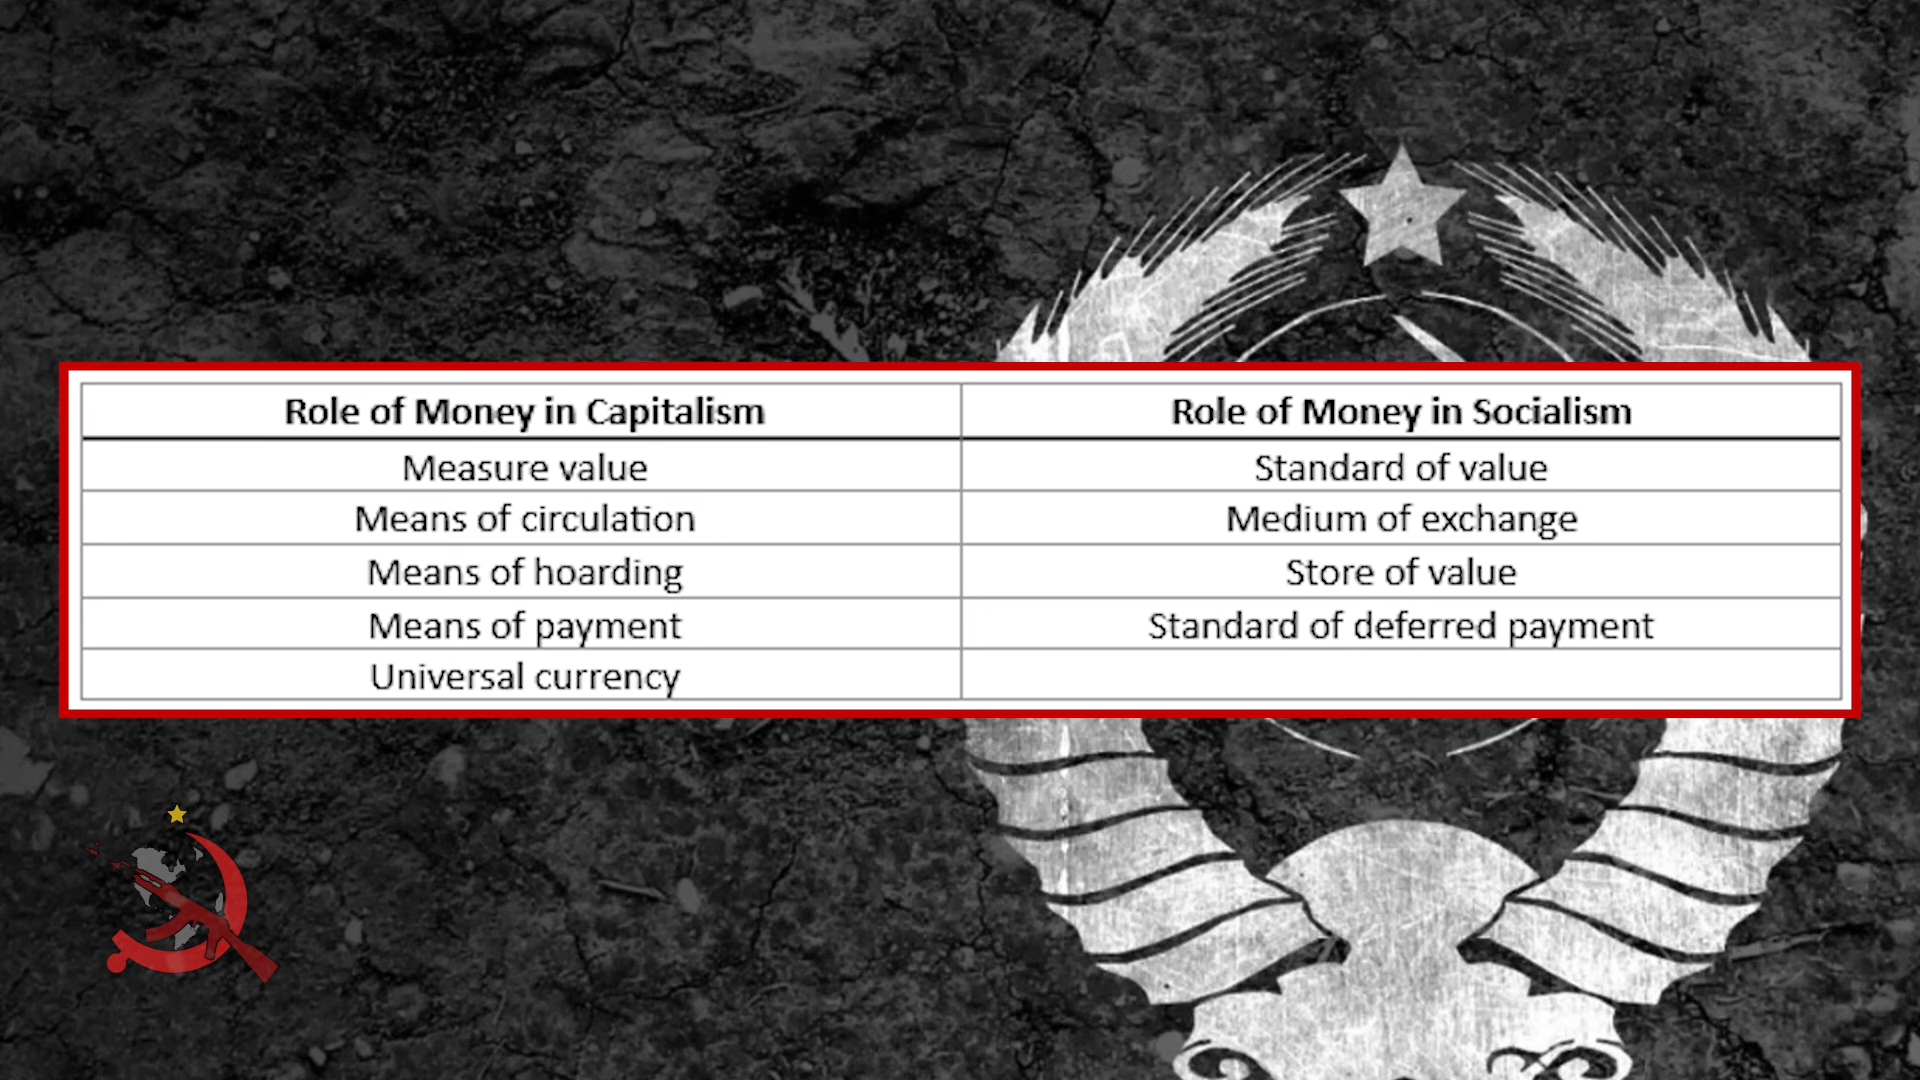 Role of Money in Capitalism Role of Money in Socialism
Measure value Standard of value
Means of circulation Medium of exchange
Means of hoarding Store of value
Means of payment Standard of deferred payment
Universal currency